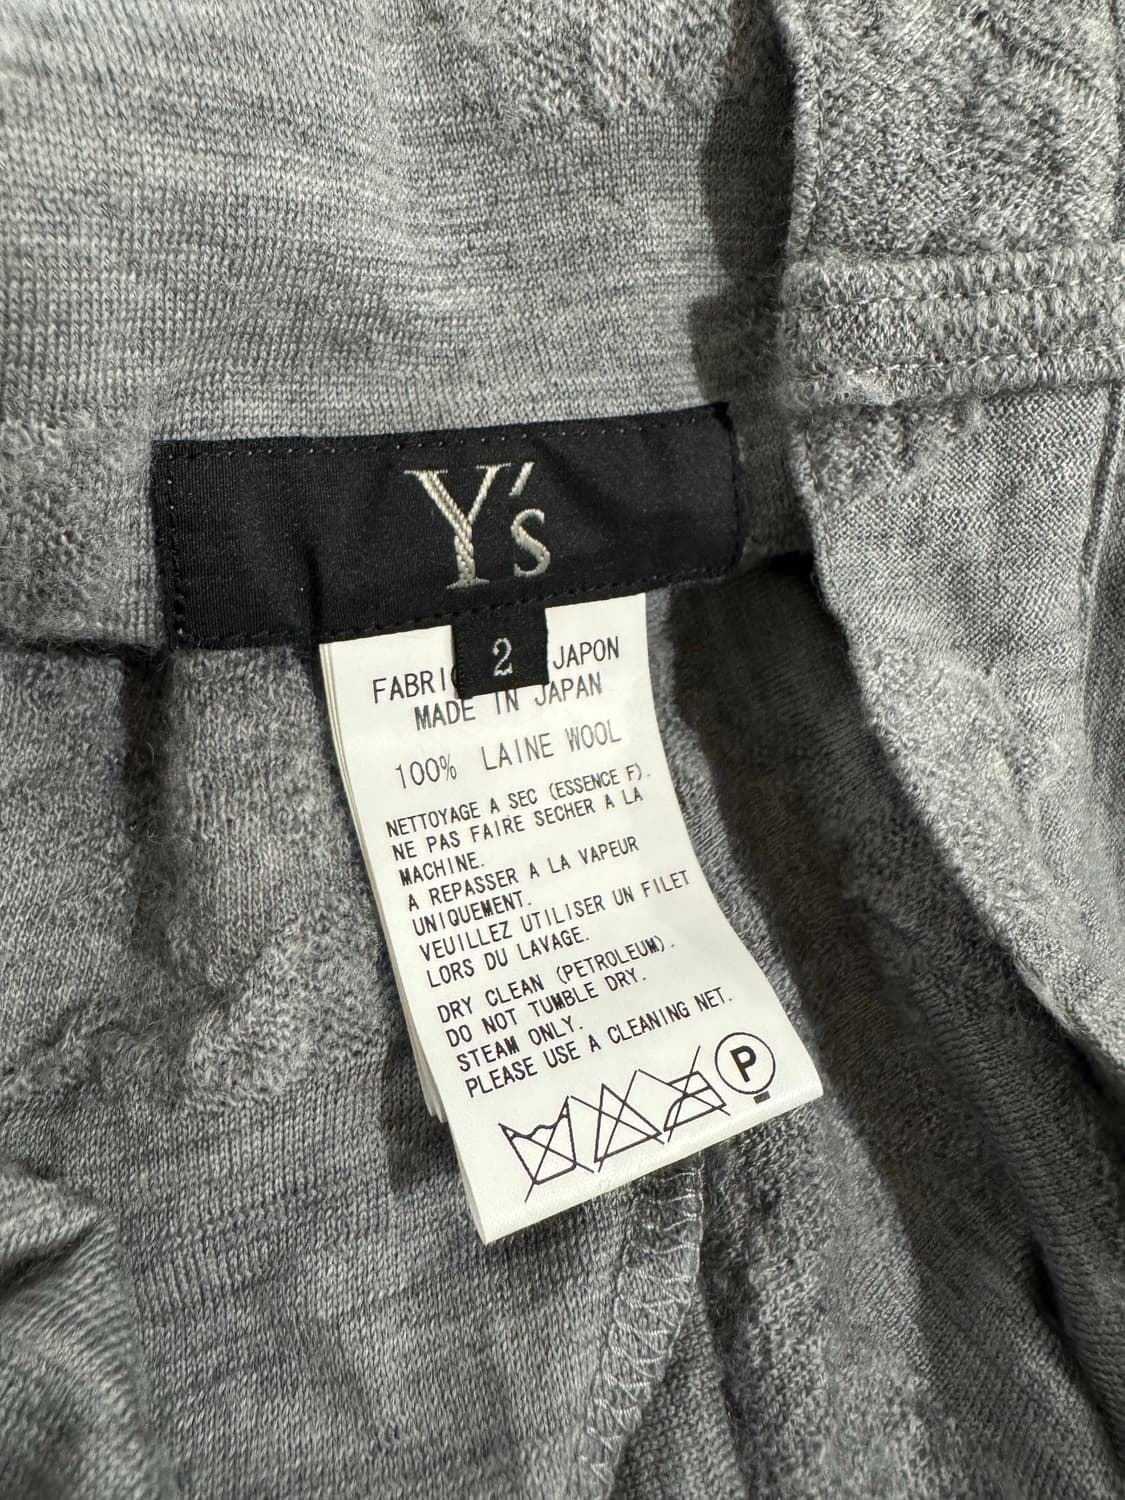 Y's
2
FABRI JAPON
MADE IN JAPAN
100% LAINE WOOL
NETTOYAGE A SEC (ESSENCE F).
NE PAS FAIRE SECHER A LA
MACHINE.
A REPASSER A LA VAPEUR
UNIQUEMENT.
VEUILLEZ UTILISER UN FILET
LORS DU LAVAGE.
DRY CLEAN (PETROLEUM).
DO NOT TUMBLE DRY.
STEAM ONLY.
PLEASE USE A CLEANING NET.
P